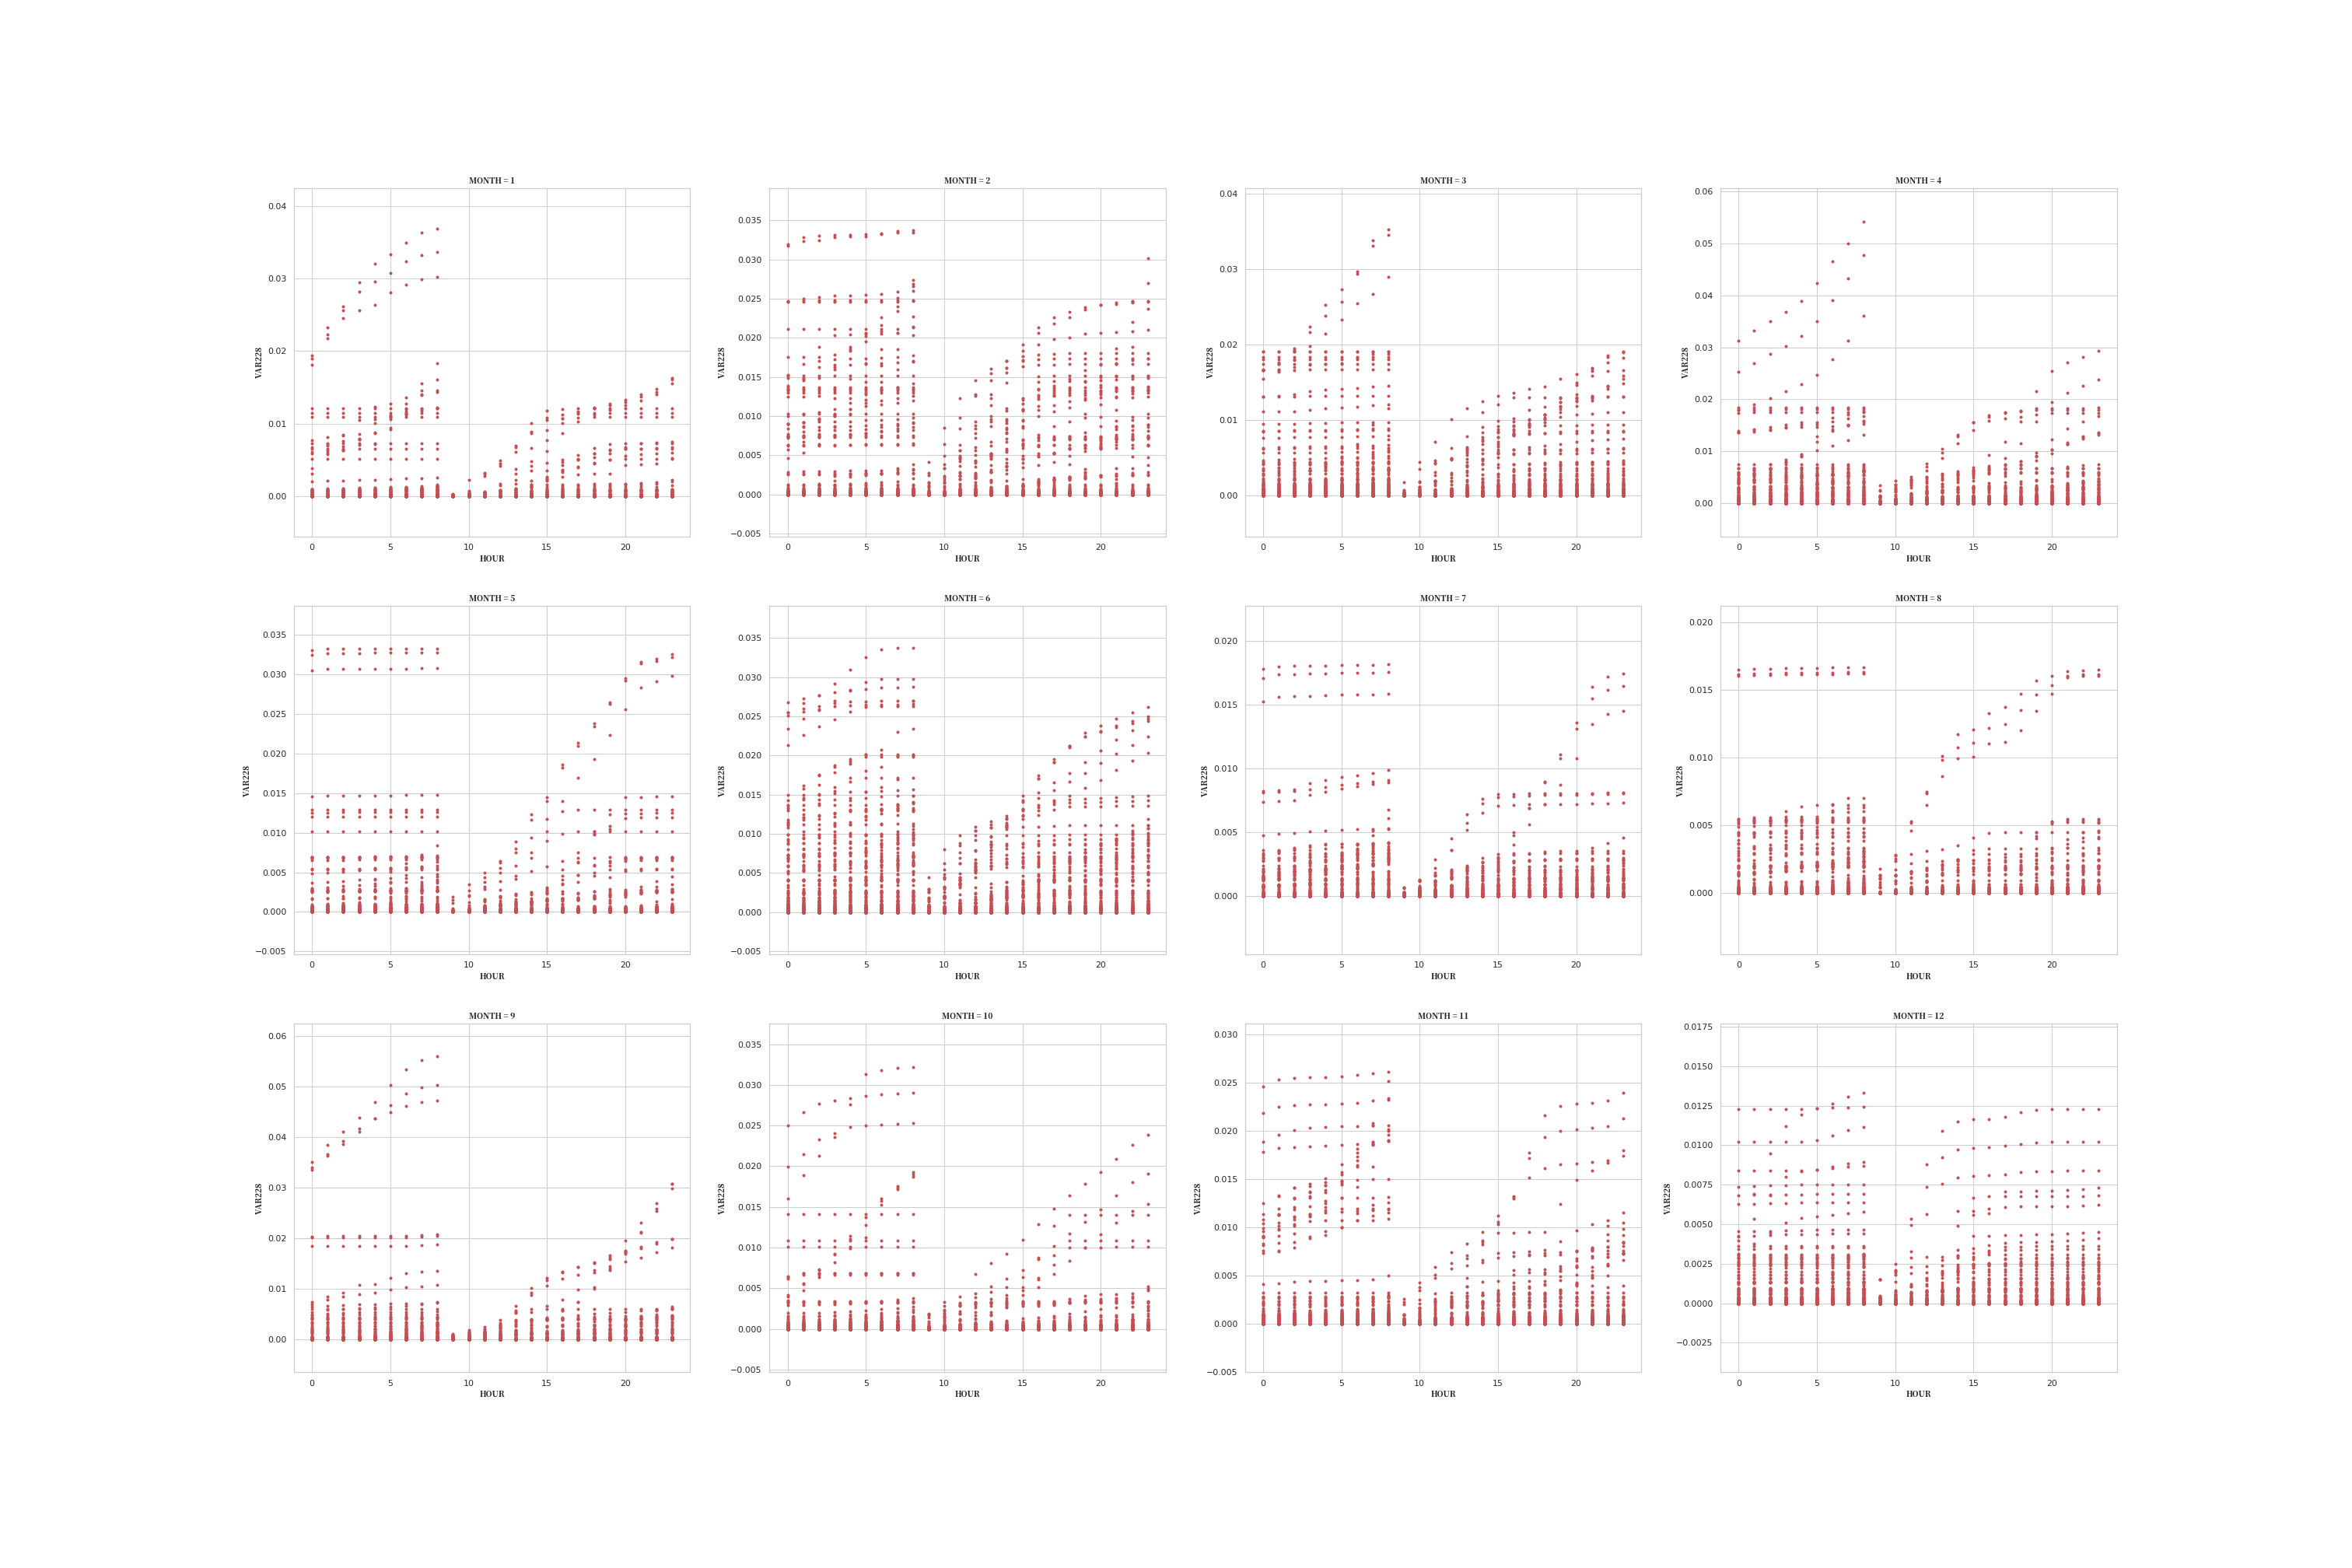 MONTH = 1
0.04
0.03
0.02
0.01
0.00
VAR228
0 5 10 15 20
HOUR
MONTH = 2
0.035
0.030
0.025
0.020
0.015
0.010
0.005
0.000
−0.005
VAR228
0 5 10 15 20
HOUR
MONTH = 3
0.04
0.03
0.02
0.01
0.00
VAR228
0 5 10 15 20
HOUR
MONTH = 4
0.06
0.05
0.04
0.03
0.02
0.01
0.00
VAR228
0 5 10 15 20
HOUR
MONTH = 5
0.035
0.030
0.025
0.020
0.015
0.010
0.005
0.000
−0.005
VAR228
0 5 10 15 20
HOUR
MONTH = 6
0.035
0.030
0.025
0.020
0.015
0.010
0.005
0.000
−0.005
VAR228
0 5 10 15 20
HOUR
MONTH = 7
0.020
0.015
0.010
0.005
0.000
VAR228
0 5 10 15 20
HOUR
MONTH = 8
0.020
0.015
0.010
0.005
0.000
VAR228
0 5 10 15 20
HOUR
MONTH = 9
0.06
0.05
0.04
0.03
0.02
0.01
0.00
VAR228
0 5 10 15 20
HOUR
MONTH = 10
0.035
0.030
0.025
0.020
0.015
0.010
0.005
0.000
−0.005
VAR228
0 5 10 15 20
HOUR
MONTH = 11
0.030
0.025
0.020
0.015
0.010
0.005
0.000
−0.005
VAR228
0 5 10 15 20
HOUR
MONTH = 12
0.0175
0.0150
0.0125
0.0100
0.0075
0.0050
0.0025
0.0000
−0.0025
VAR228
0 5 10 15 20
HOUR